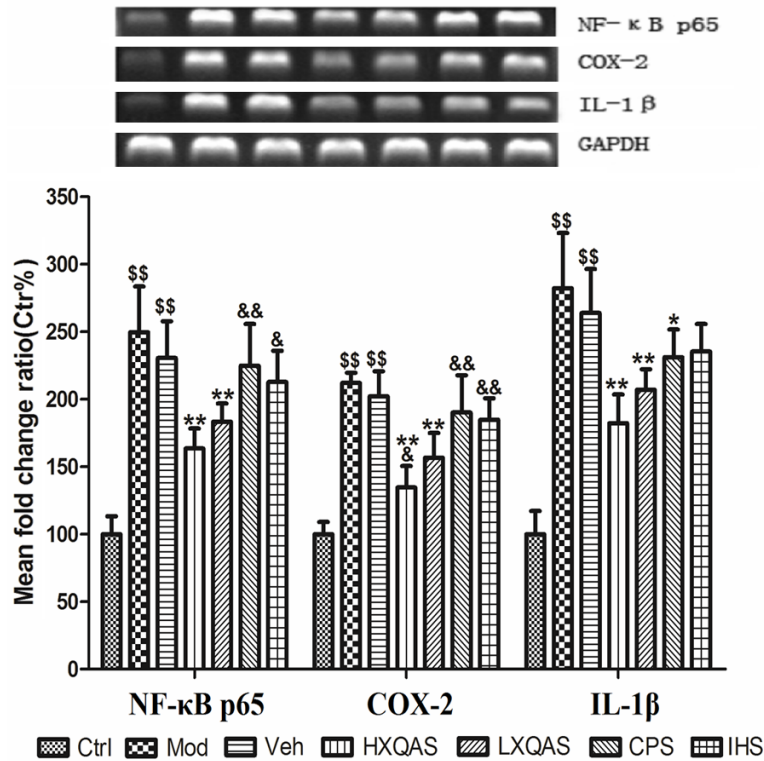 NF-κB p65
COX-2
IL-1β
GAPDH
Mean fold change ratio(Ctr%)
350
300
250
200
150
100
50
0
$$
$$
**
**
&&
&
$$
$$
**
&
**
&&
&&
$$
$$
**
**
*
NF-κB p65
COX-2
IL-1β
Ctrl Mod Veh HXQAS LXQAS CPS IHS